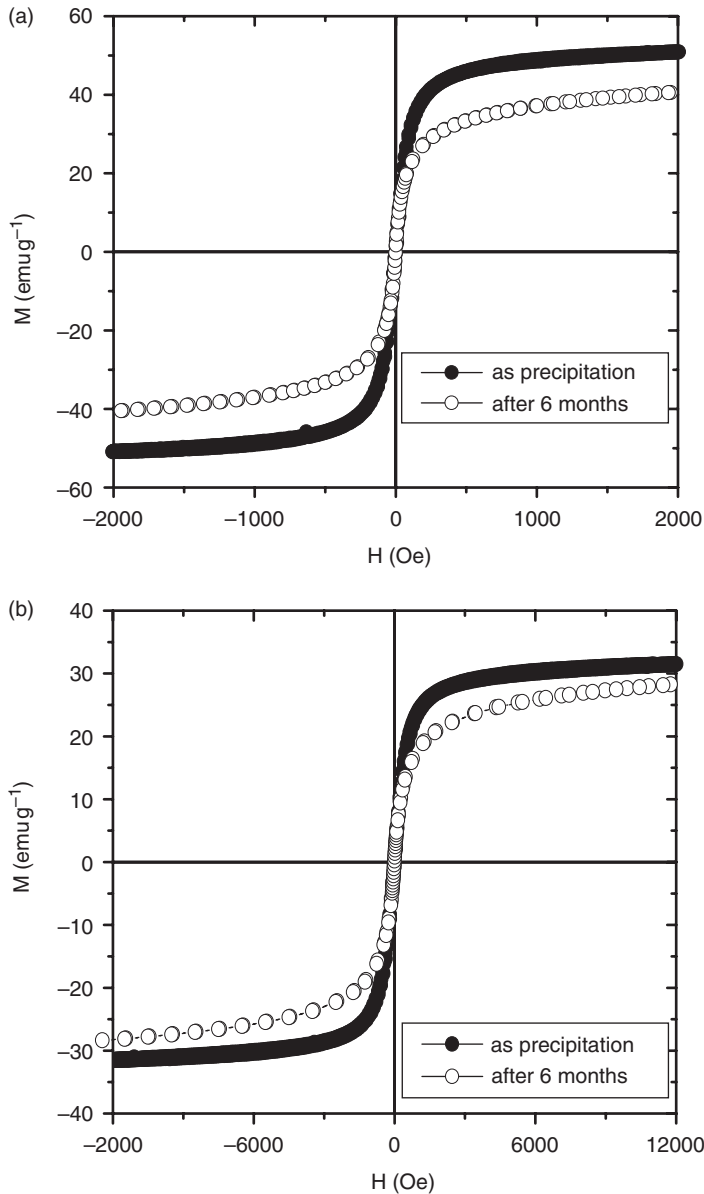 (a)
60
40
20
0
−20
−40
−60
M (emug⁻¹)
as precipitation
after 6 months
−2000 −1000 0 1000 2000
H (Oe)
(b)
40
30
20
10
0
−10
−20
−30
−40
M (emug⁻¹)
as precipitation
after 6 months
−2000 −6000 0 6000 12000
H (Oe)